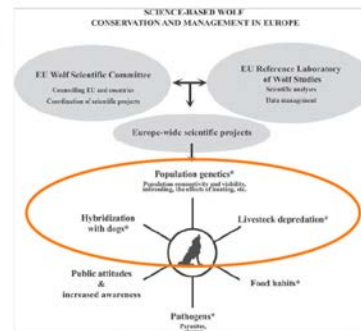 SCIENCE-BASED WOLF
CONSERVATION AND MANAGEMENT IN EUROPE
EU Wolf Scientific Committee
Councelling EU and countries
Coordination of scientific projects
EU Reference Laboratory
of Wolf Studies
Scientific analyses
Data management
Europe-wide scientific projects
Population genetics*
Population connectivity and viability,
inbreeding, the effects of hunting, etc.
Hybridization
with dogs*
Livestock depredation*
Public attitudes
&
increased awareness
Food habits*
Pathogens*
Parasites,